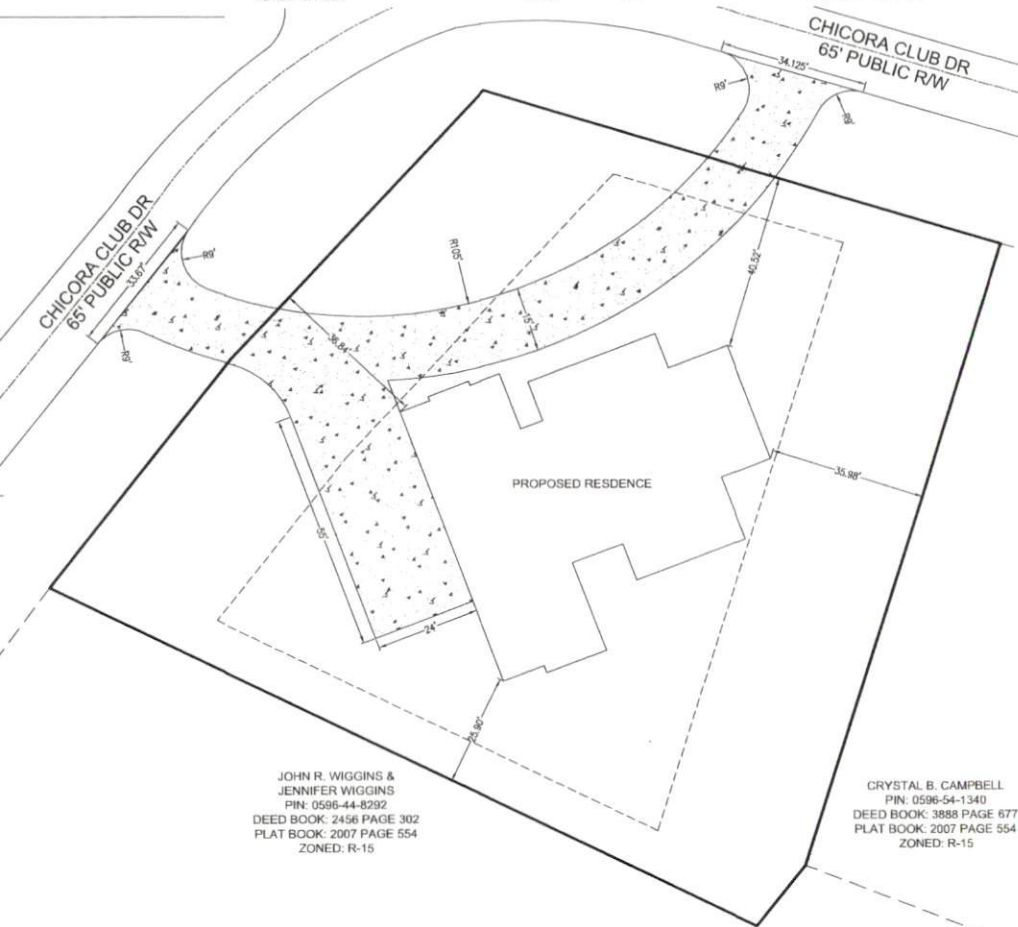 CHICORA CLUB DR
65' PUBLIC R/W
34.125'
R9'
R9'
CHICORA CLUB DR
65' PUBLIC R/W
33.67'
R9'
R9'
R105'
40.52'
15'
36.84'
PROPOSED RESDENCE
35.98'
55'
24'
25.90'
JOHN R. WIGGINS &
JENNIFER WIGGINS
PIN: 0596-44-8292
DEED BOOK: 2456 PAGE 302
PLAT BOOK: 2007 PAGE 554
ZONED: R-15
CRYSTAL B. CAMPBELL
PIN: 0596-54-1340
DEED BOOK: 3888 PAGE 677
PLAT BOOK: 2007 PAGE 554
ZONED: R-15